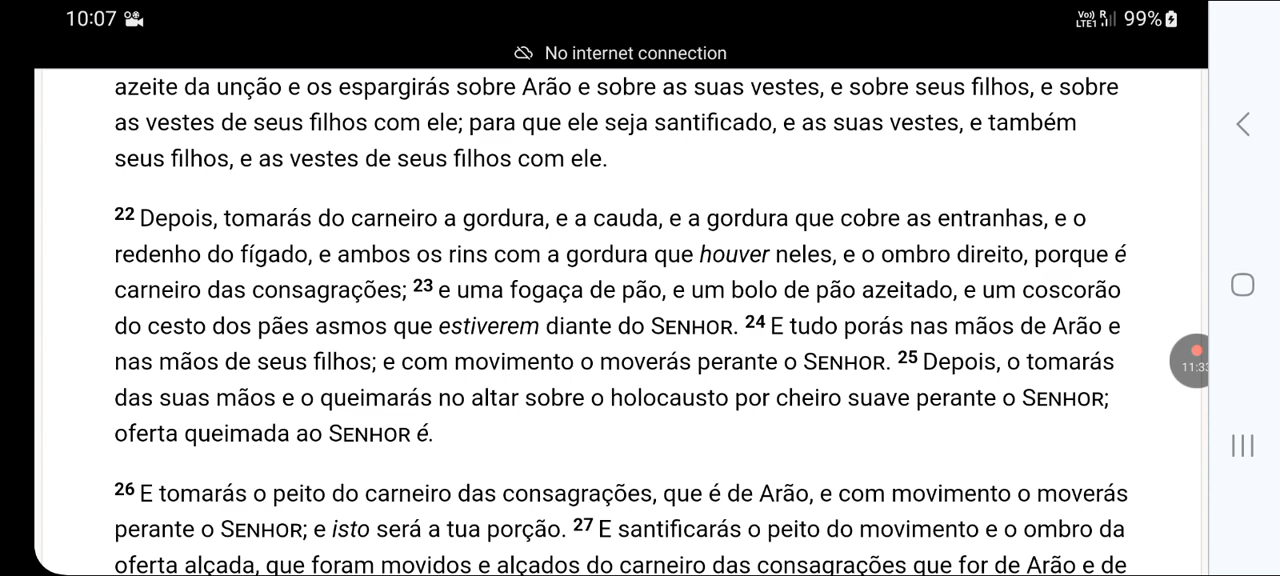 10:07
Vo)) R
LTE1
99%
No internet connection
azeite da unção e os espargirás sobre Arão e sobre as suas vestes, e sobre seus filhos, e sobre
as vestes de seus filhos com ele; para que ele seja santificado, e as suas vestes, e também
seus filhos, e as vestes de seus filhos com ele.
22 Depois, tomarás do carneiro a gordura, e a cauda, e a gordura que cobre as entranhas, e o
redenho do fígado, e ambos os rins com a gordura que houver neles, e o ombro direito, porque é
carneiro das consagrações; 23 e uma fogaça de pão, e um bolo de pão azeitado, e um coscorão
do cesto dos pães asmos que estiverem diante do SENHOR. 24 E tudo porás nas mãos de Arão e
nas mãos de seus filhos; e com movimento o moverás perante o SENHOR. 25 Depois, o tomarás
das suas mãos e o queimarás no altar sobre o holocausto por cheiro suave perante o SENHOR;
oferta queimada ao SENHOR é.
26 E tomarás o peito do carneiro das consagrações, que é de Arão, e com movimento o moverás
perante o SENHOR; e isto será a tua porção. 27 E santificarás o peito do movimento e o ombro da
oferta alçada, que foram movidos e alçados do carneiro das consagrações que for de Arão e de